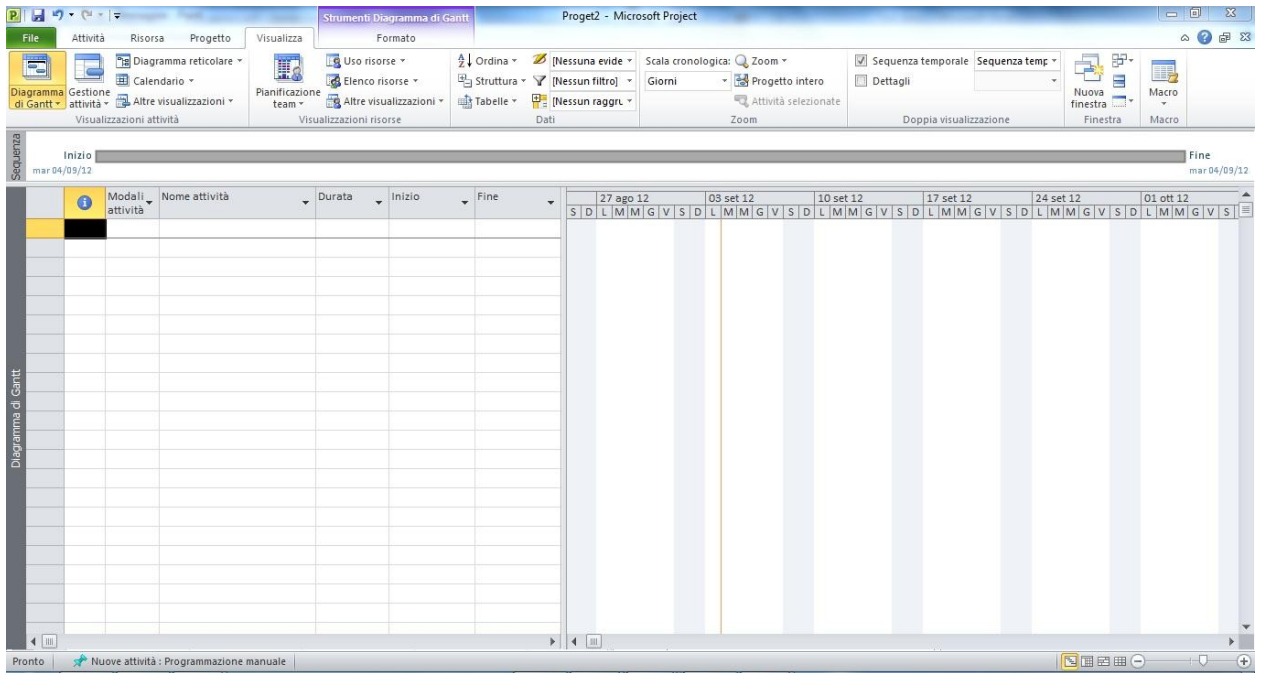 Strumenti Diagramma di Gantt Proget2 - Microsoft Project
File Attività Risorsa Progetto Visualizza Formato
Diagramma di Gantt
Gestione attività
Diagramma reticolare
Calendario
Altre visualizzazioni
Visualizzazioni attività
Pianificazione team
Uso risorse
Elenco risorse
Altre visualizzazioni
Visualizzazioni risorse
Ordina
Struttura
Tabelle
[Nessuna evide
[Nessun filtro]
[Nessun raggru
Dati
Scala cronologica:
Giorni
Zoom
Progetto intero
Attività selezionate
Zoom
Sequenza temporale Sequenza temp
Dettagli
Doppia visualizzazione
Nuova finestra
Finestra
Macro
Macro
Sequenza
Inizio
mar 04/09/12
Fine
mar 04/09/12
Modali attività Nome attività Durata Inizio Fine
27 ago 12 03 set 12 10 set 12 17 set 12 24 set 12 01 ott 12
S D L M M G V S D L M M G V S D L M M G V S D L M M G V S D L M M G V S D L M M G V S
Diagramma di Gantt
Pronto Nuove attività : Programmazione manuale